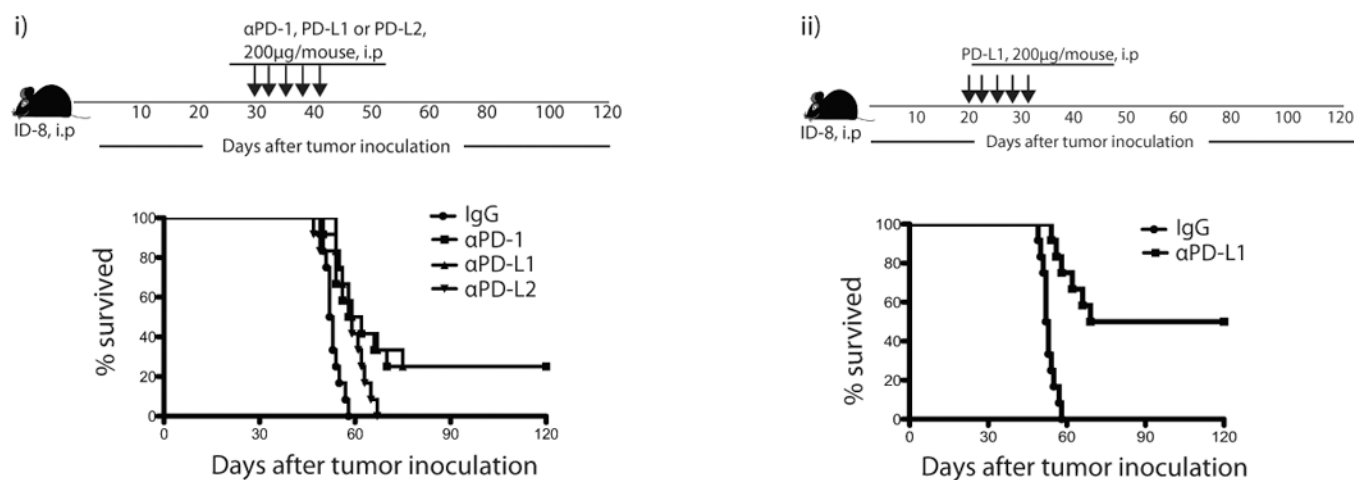 i)
αPD-1, PD-L1 or PD-L2,
200μg/mouse, i.p
10 20 30 40 50 60 70 80 100 120
ID-8, i.p
Days after tumor inoculation
IgG
αPD-1
αPD-L1
αPD-L2
100
80
60
40
20
0
% survived
0 30 60 90 120
Days after tumor inoculation
ii)
PD-L1, 200μg/mouse, i.p
10 20 30 40 50 60 70 80 100 120
ID-8, i.p
Days after tumor inoculation
IgG
αPD-L1
100
80
60
40
20
0
% survived
0 30 60 90 120
Days after tumor inoculation